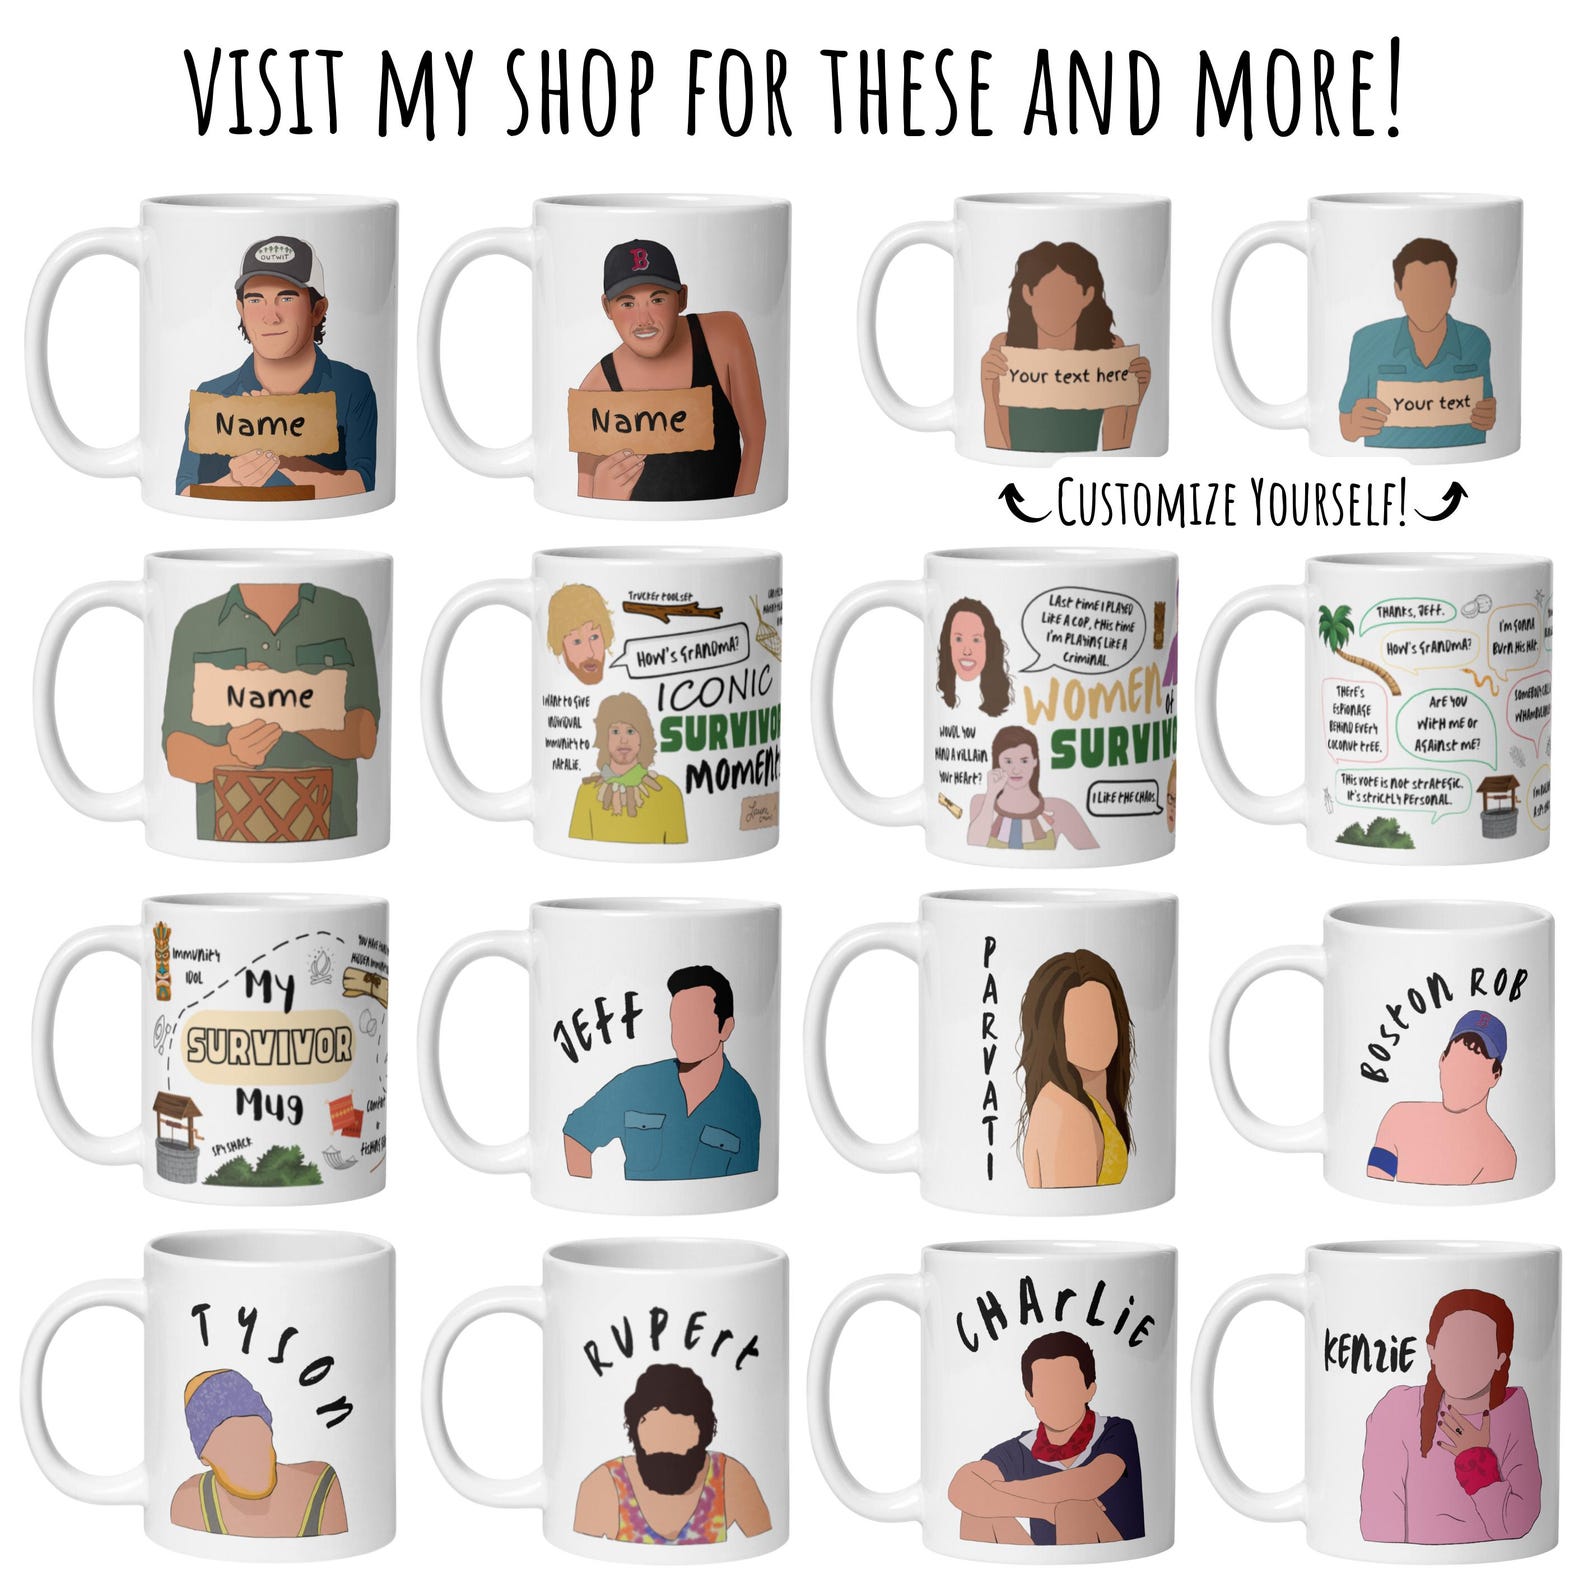 VISIT MY SHOP FOR THESE AND MORE!
OUTWIT
Name
B
Name
Your text here
Your text
CUSTOMIZE YOURSELF!
Name
TRUCKER TOOLSET
HOW'S GRANDMA?
ICONIC
SURVIVO
MOMENT
I WANT TO GIVE
INDIVIDUAL
IMMUNITY TO
NATALIE.
LAST TIME I PLAYED
LIKE A COP, THIS TIME
I'M PLAYING LIKE A
CRIMINAL.
WOMEN
OF
SURVIV
WOUDL YOU
HAND A VILLAIN
YOUR HEART?
I LIKE THE CHAOS.
THANKS, JEFF.
HOW'S GRANDMA?
I'M GONNA
BURN HIS HAT.
THERE'S
ESPIONAGE
BEHIND EVERY
COCONUT TREE.
ARE YOU
WITH ME OR
AGAINST ME?
THIS VOTE IS NOT STRATEGIC.
IT'S STRICTLY PERSONAL.
IMMUNITY
IDOL
MY
SURVIVOR
MUG
SPY SHACK
JEFF
PARVATI
BOSTON ROB
B
TYSON
RUPERT
CHARLIE
KENZIE